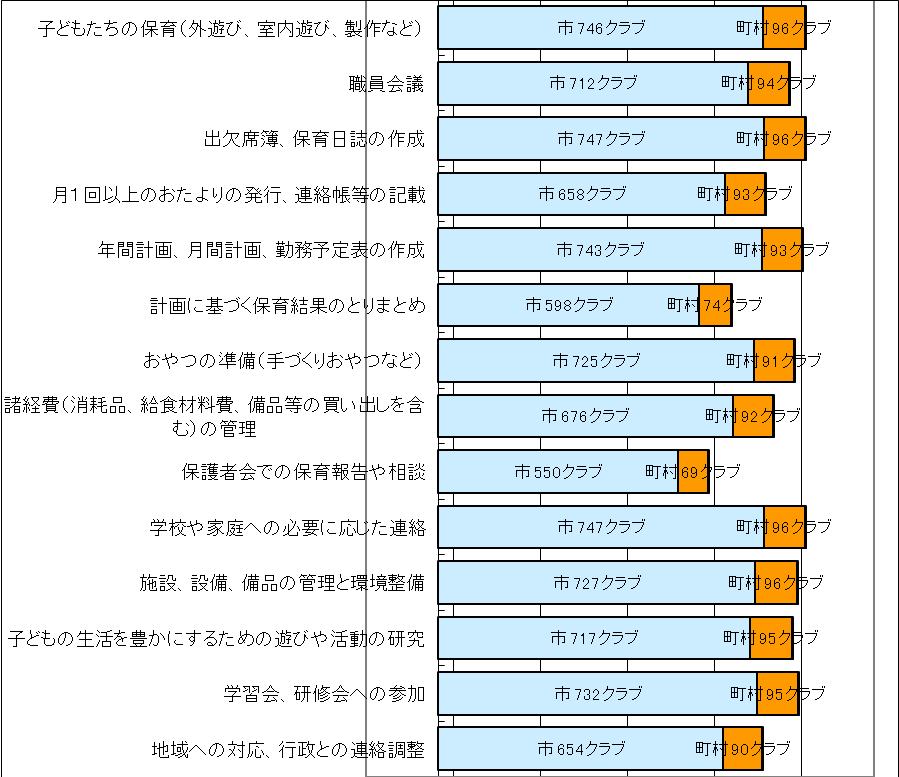 子どもたちの保育（外遊び、室内遊び、製作など） 市746クラブ 町村96クラブ
職員会議 市712クラブ 町村94クラブ
出欠席簿、保育日誌の作成 市747クラブ 町村96クラブ
月１回以上のおたよりの発行、連絡帳等の記載 市658クラブ 町村93クラブ
年間計画、月間計画、勤務予定表の作成 市743クラブ 町村93クラブ
計画に基づく保育結果のとりまとめ 市598クラブ 町村74クラブ
おやつの準備（手づくりおやつなど） 市725クラブ 町村91クラブ
諸経費（消耗品、給食材料費、備品等の買い出しを含
む）の管理 市676クラブ 町村92クラブ
保護者会での保育報告や相談 市550クラブ 町村69クラブ
学校や家庭への必要に応じた連絡 市747クラブ 町村96クラブ
施設、設備、備品の管理と環境整備 市727クラブ 町村96クラブ
子どもの生活を豊かにするための遊びや活動の研究 市717クラブ 町村95クラブ
学習会、研修会への参加 市732クラブ 町村95クラブ
地域への対応、行政との連絡調整 市654クラブ 町村90クラブ